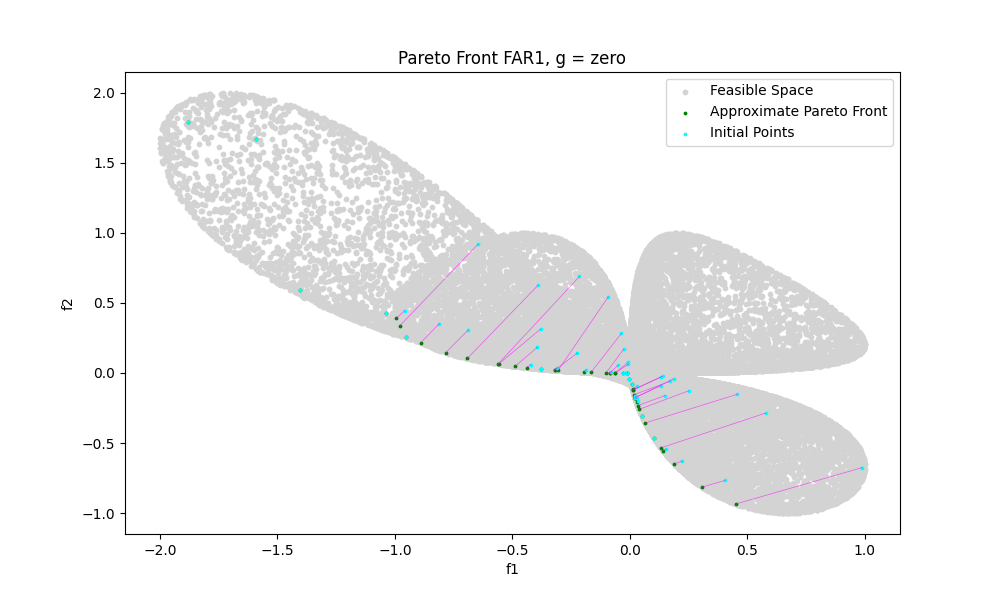 Pareto Front FAR1, g = zero
Feasible Space
Approximate Pareto Front
Initial Points
f2
2.0
1.5
1.0
0.5
0.0
−0.5
−1.0
−2.0 −1.5 −1.0 −0.5 0.0 0.5 1.0
f1